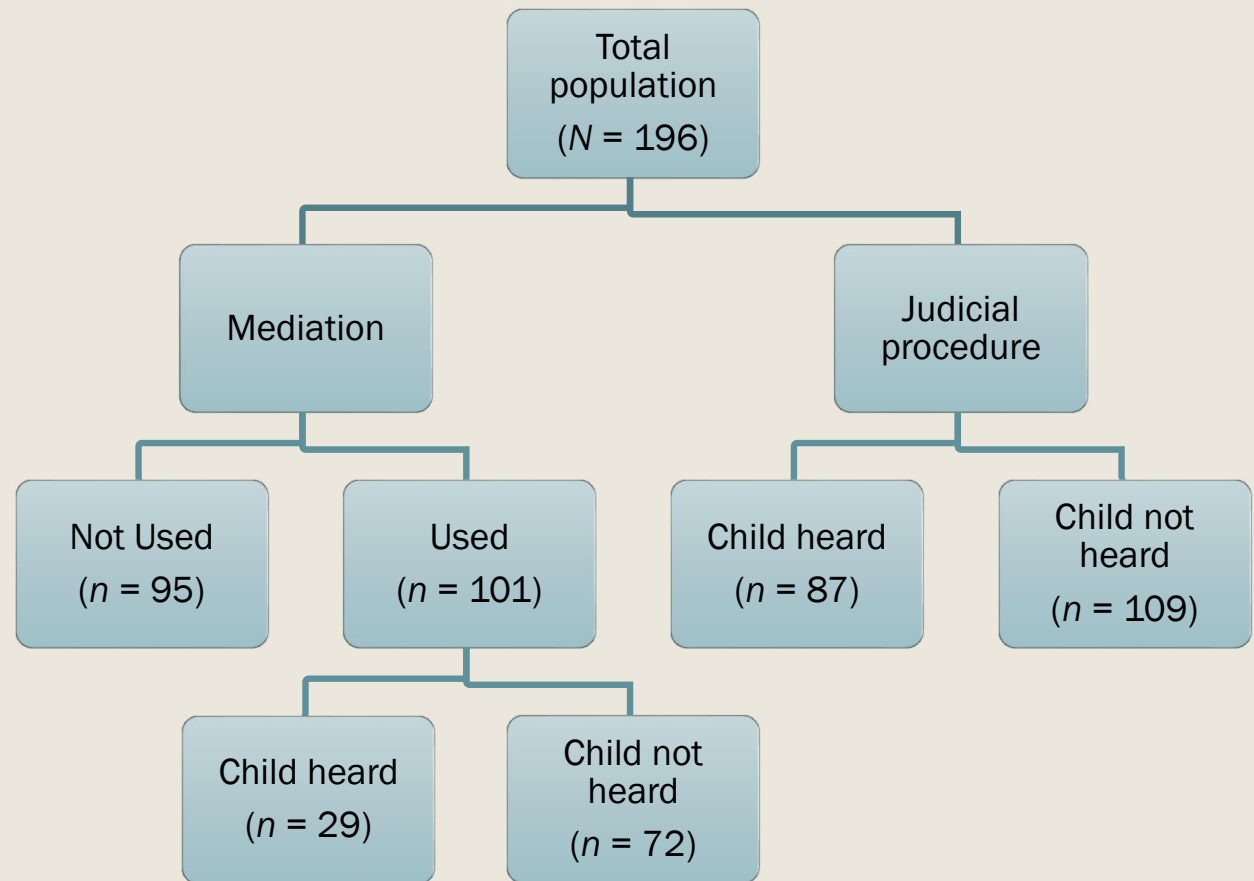 Total
population
(N = 196)
Mediation
Judicial
procedure
Not Used
(n = 95)
Used
(n = 101)
Child heard
(n = 87)
Child not
heard
(n = 109)
Child heard
(n = 29)
Child not
heard
(n = 72)